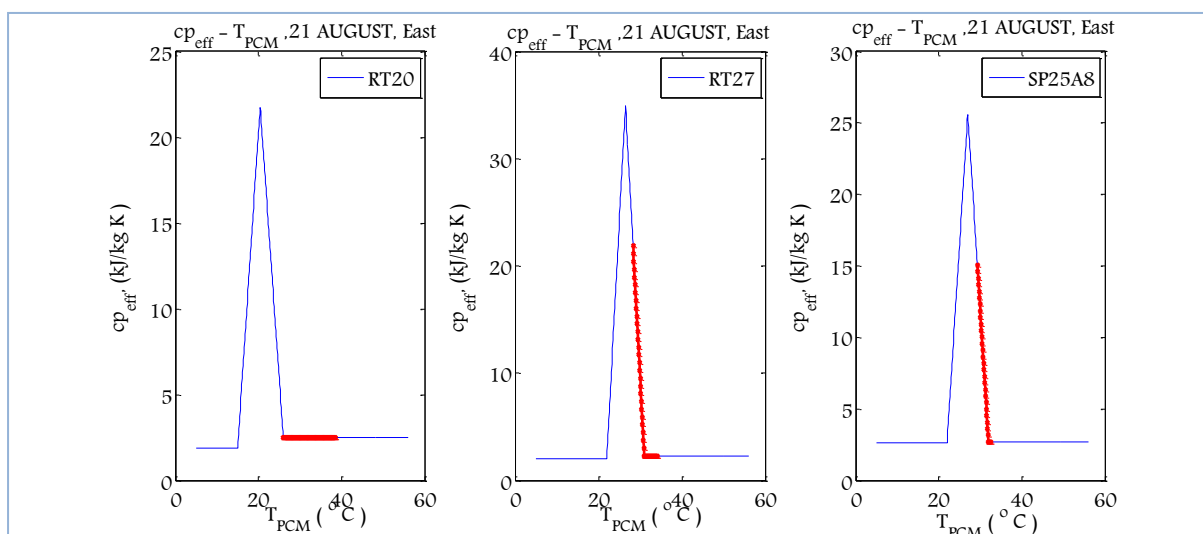 cp_eff – T_PCM ,21 AUGUST, East
25
20
15
10
5
0
cp_eff, (kJ/kg K)
RT20
0 20 40 60
T_PCM ( °C)
cp_eff – T_PCM ,21 AUGUST, East
40
30
20
10
0
cp_eff, (kJ/kg K)
RT27
0 20 40 60
T_PCM ( °C)
cp_eff – T_PCM ,21 AUGUST, East
30
25
20
15
10
5
0
cp_eff, (kJ/kg K)
SP25A8
0 20 40 60
T_PCM ( °C)